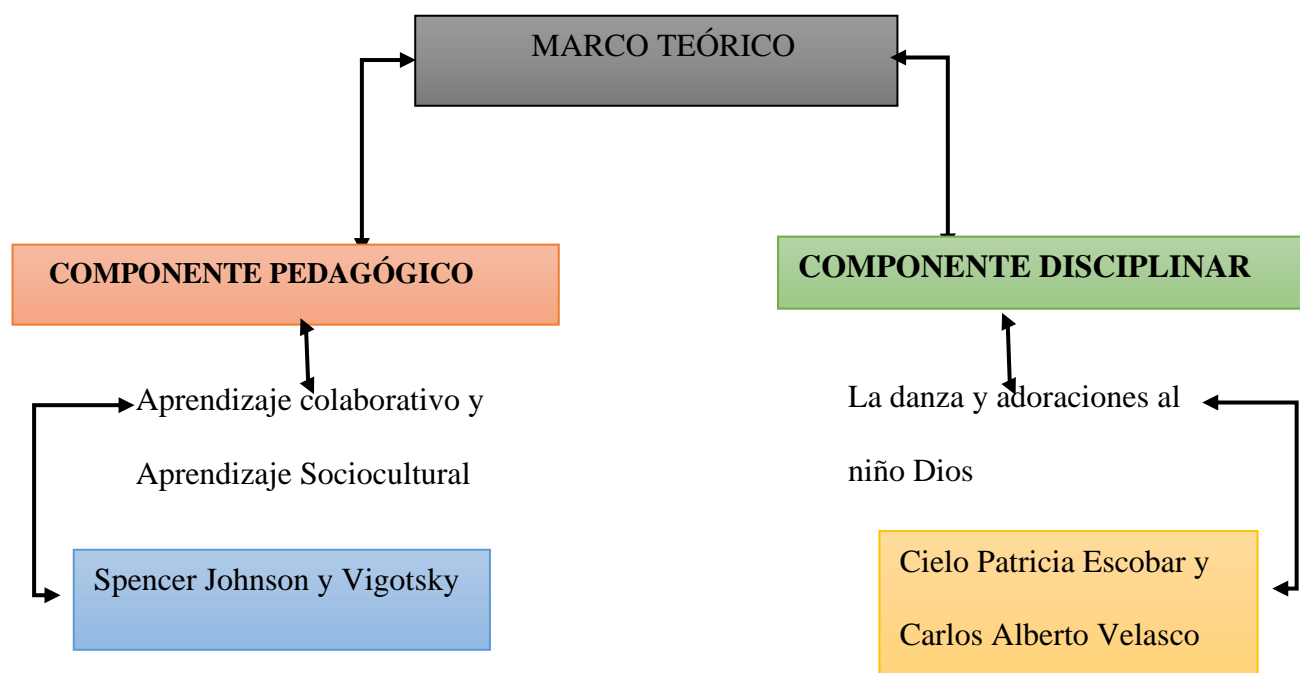 MARCO TEÓRICO
COMPONENTE PEDAGÓGICO
Aprendizaje colaborativo y
Aprendizaje Sociocultural
Spencer Johnson y Vigotsky
COMPONENTE DISCIPLINAR
La danza y adoraciones al
niño Dios
Cielo Patricia Escobar y
Carlos Alberto Velasco